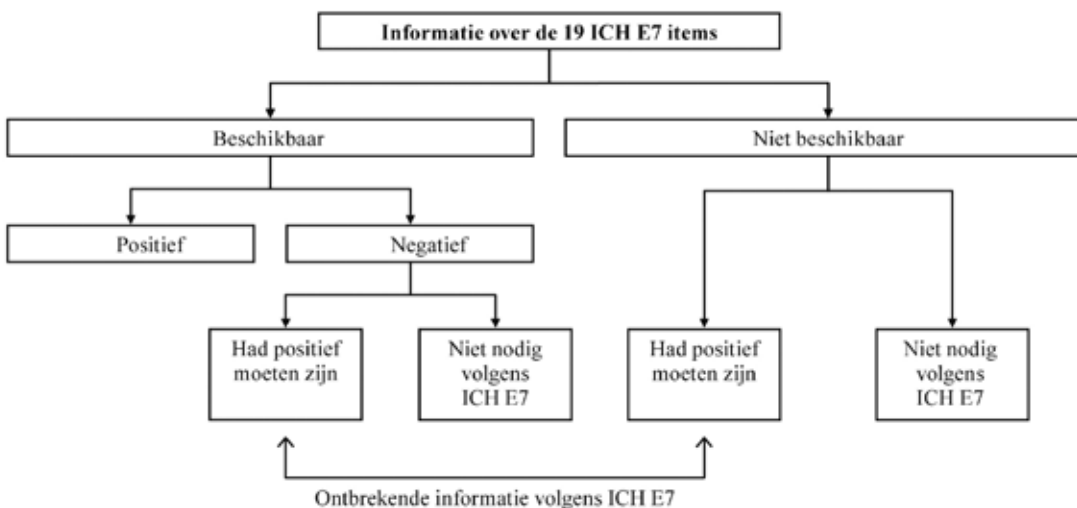 Informatie over de 19 ICH E7 items
Beschikbaar
Niet beschikbaar
Positief
Negatief
Had positief
moeten zijn
Niet nodig
volgens
ICH E7
Had positief
moeten zijn
Niet nodig
volgens
ICH E7
Ontbrekende informatie volgens ICH E7